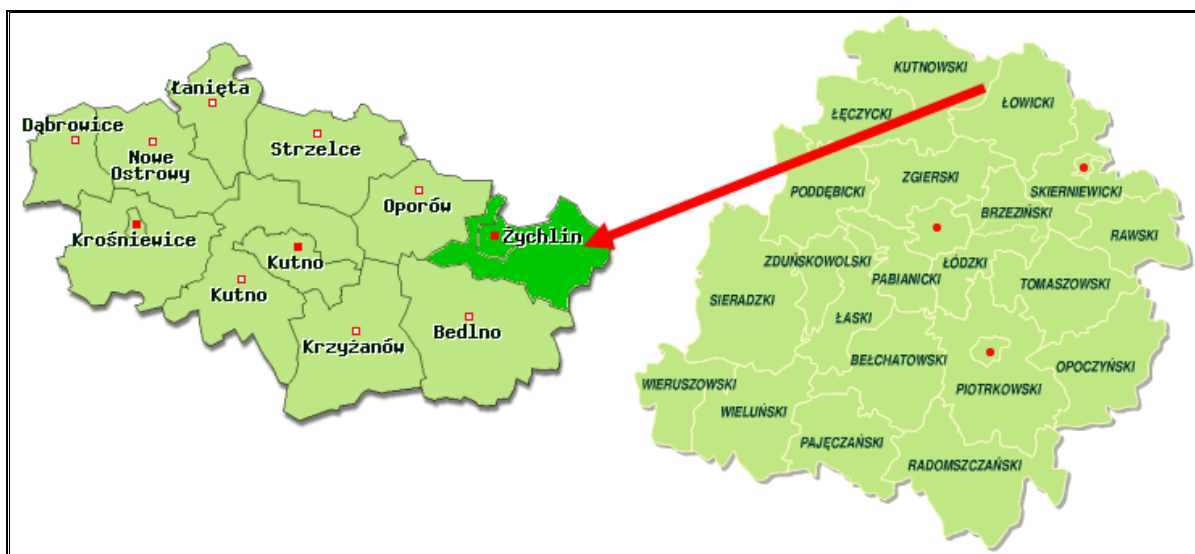 Łanięta
Dąbrowice
Nowe
Ostrowy
Strzelce
Oporów
Krośniewice
Kutno
Żychlin
Kutno
Krzyżanów
Bedlno
KUTNOWSKI
ŁOWICKI
ŁĘCZYCKI
ZGIERSKI
PODDĘBICKI
SKIERNIEWICKI
BRZEZIŃSKI
RAWSKI
ZDUŃSKOWOLSKI
ŁÓDZKI
PABIANICKI
TOMASZOWSKI
SIERADZKI
ŁASKI
BEŁCHATOWSKI
OPOCZYŃSKI
WIERUSZOWSKI
PIOTRKOWSKI
WIELUŃSKI
PAJĘCZAŃSKI
RADOMSZCZAŃSKI